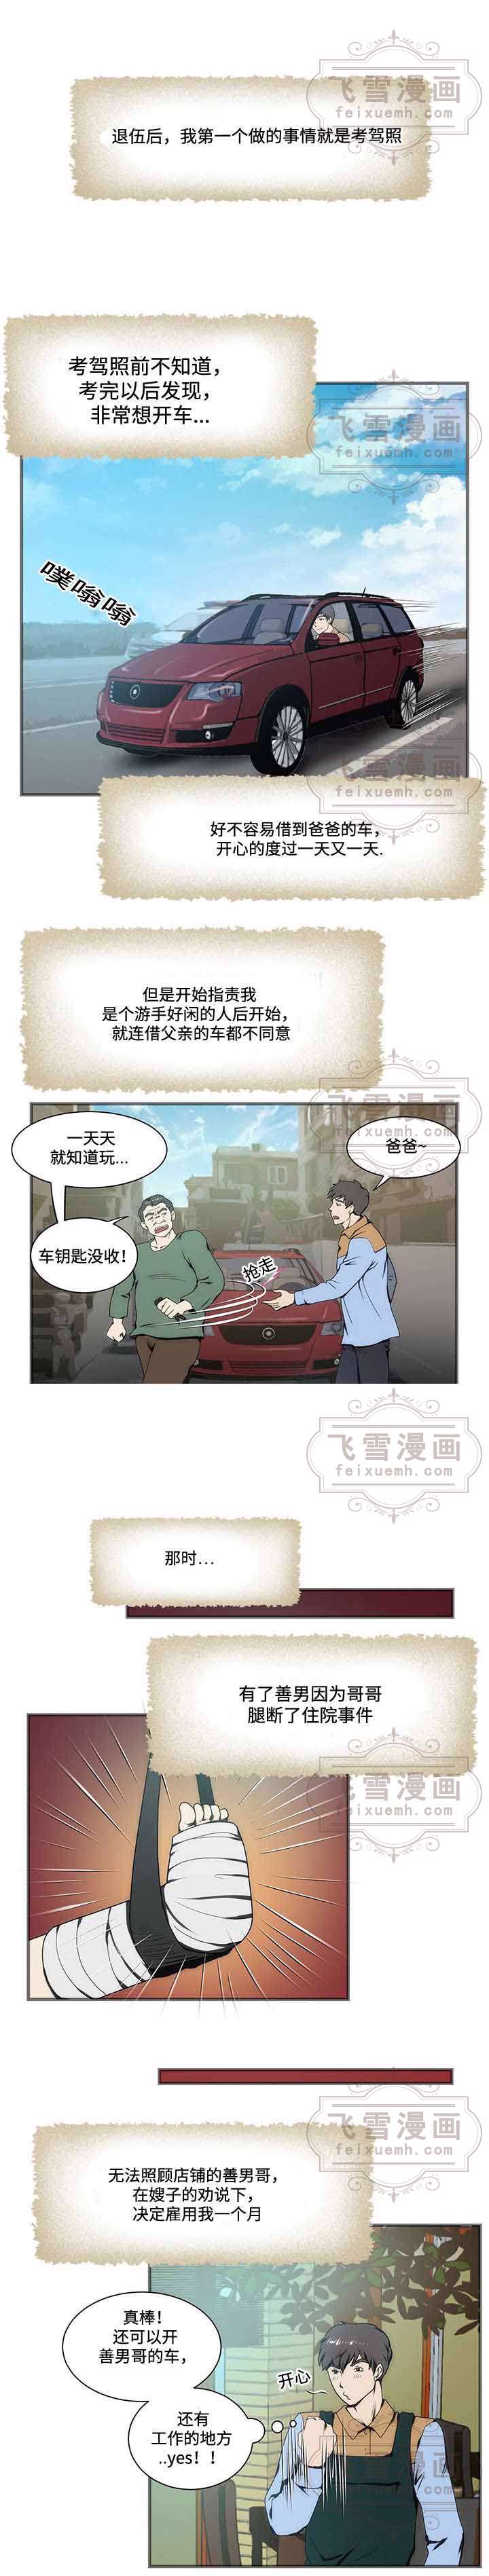 飞雪漫画
feixuemh.com
退伍后，我第一个做的事情就是考驾照
考驾照前不知道，
考完以后发现，
非常想开车...
飞雪漫画
feixuemh.com
噗嗡嗡
飞雪漫画
feixuemh.com
好不容易借到爸爸的车，
开心的度过一天又一天.
但是开始指责我
是个游手好闲的人后开始，
就连借父亲的车都不同意
飞雪漫画
feixuemh.com
一天天
就知道玩...
爸爸~
车钥匙没收！
抢走
飞雪漫画
feixuemh.com
那时...
有了善男因为哥哥
腿断了住院事件
飞雪漫画
feixuemh.com
飞雪漫画
feixuemh.com
无法照顾店铺的善男哥，
在嫂子的劝说下，
决定雇用我一个月
真棒！
还可以开
善男哥的车，
开心
还有
工作的地方
..yes！！